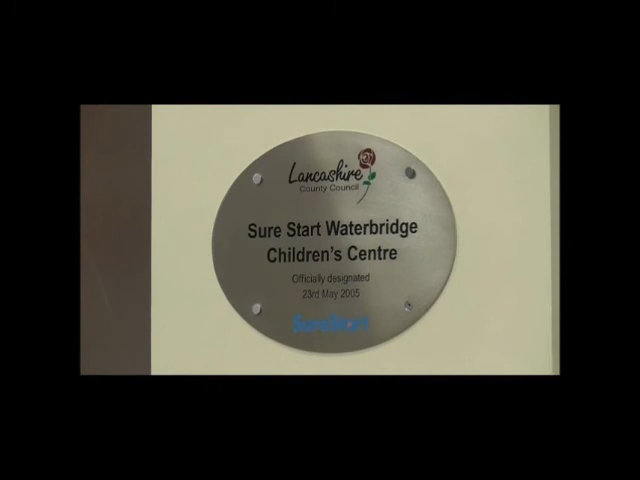 Lancashire
County Council
Sure Start Waterbridge
Children's Centre
Officially designated
23rd May 2005
SureStart